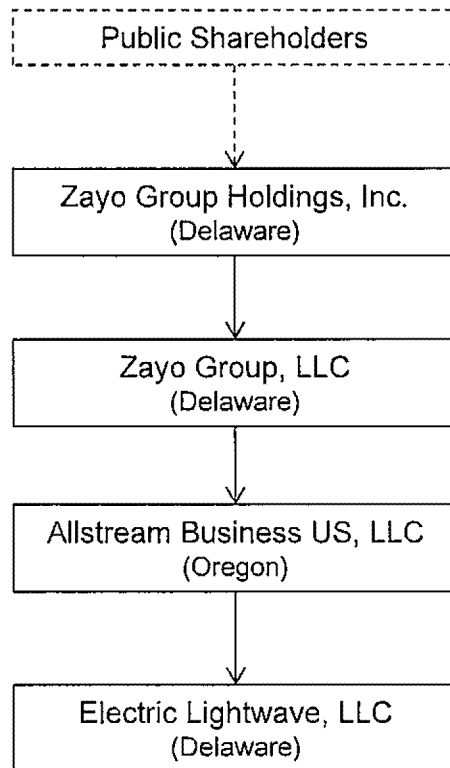 Public Shareholders
Zayo Group Holdings, Inc.
(Delaware)
Zayo Group, LLC
(Delaware)
Allstream Business US, LLC
(Oregon)
Electric Lightwave, LLC
(Delaware)